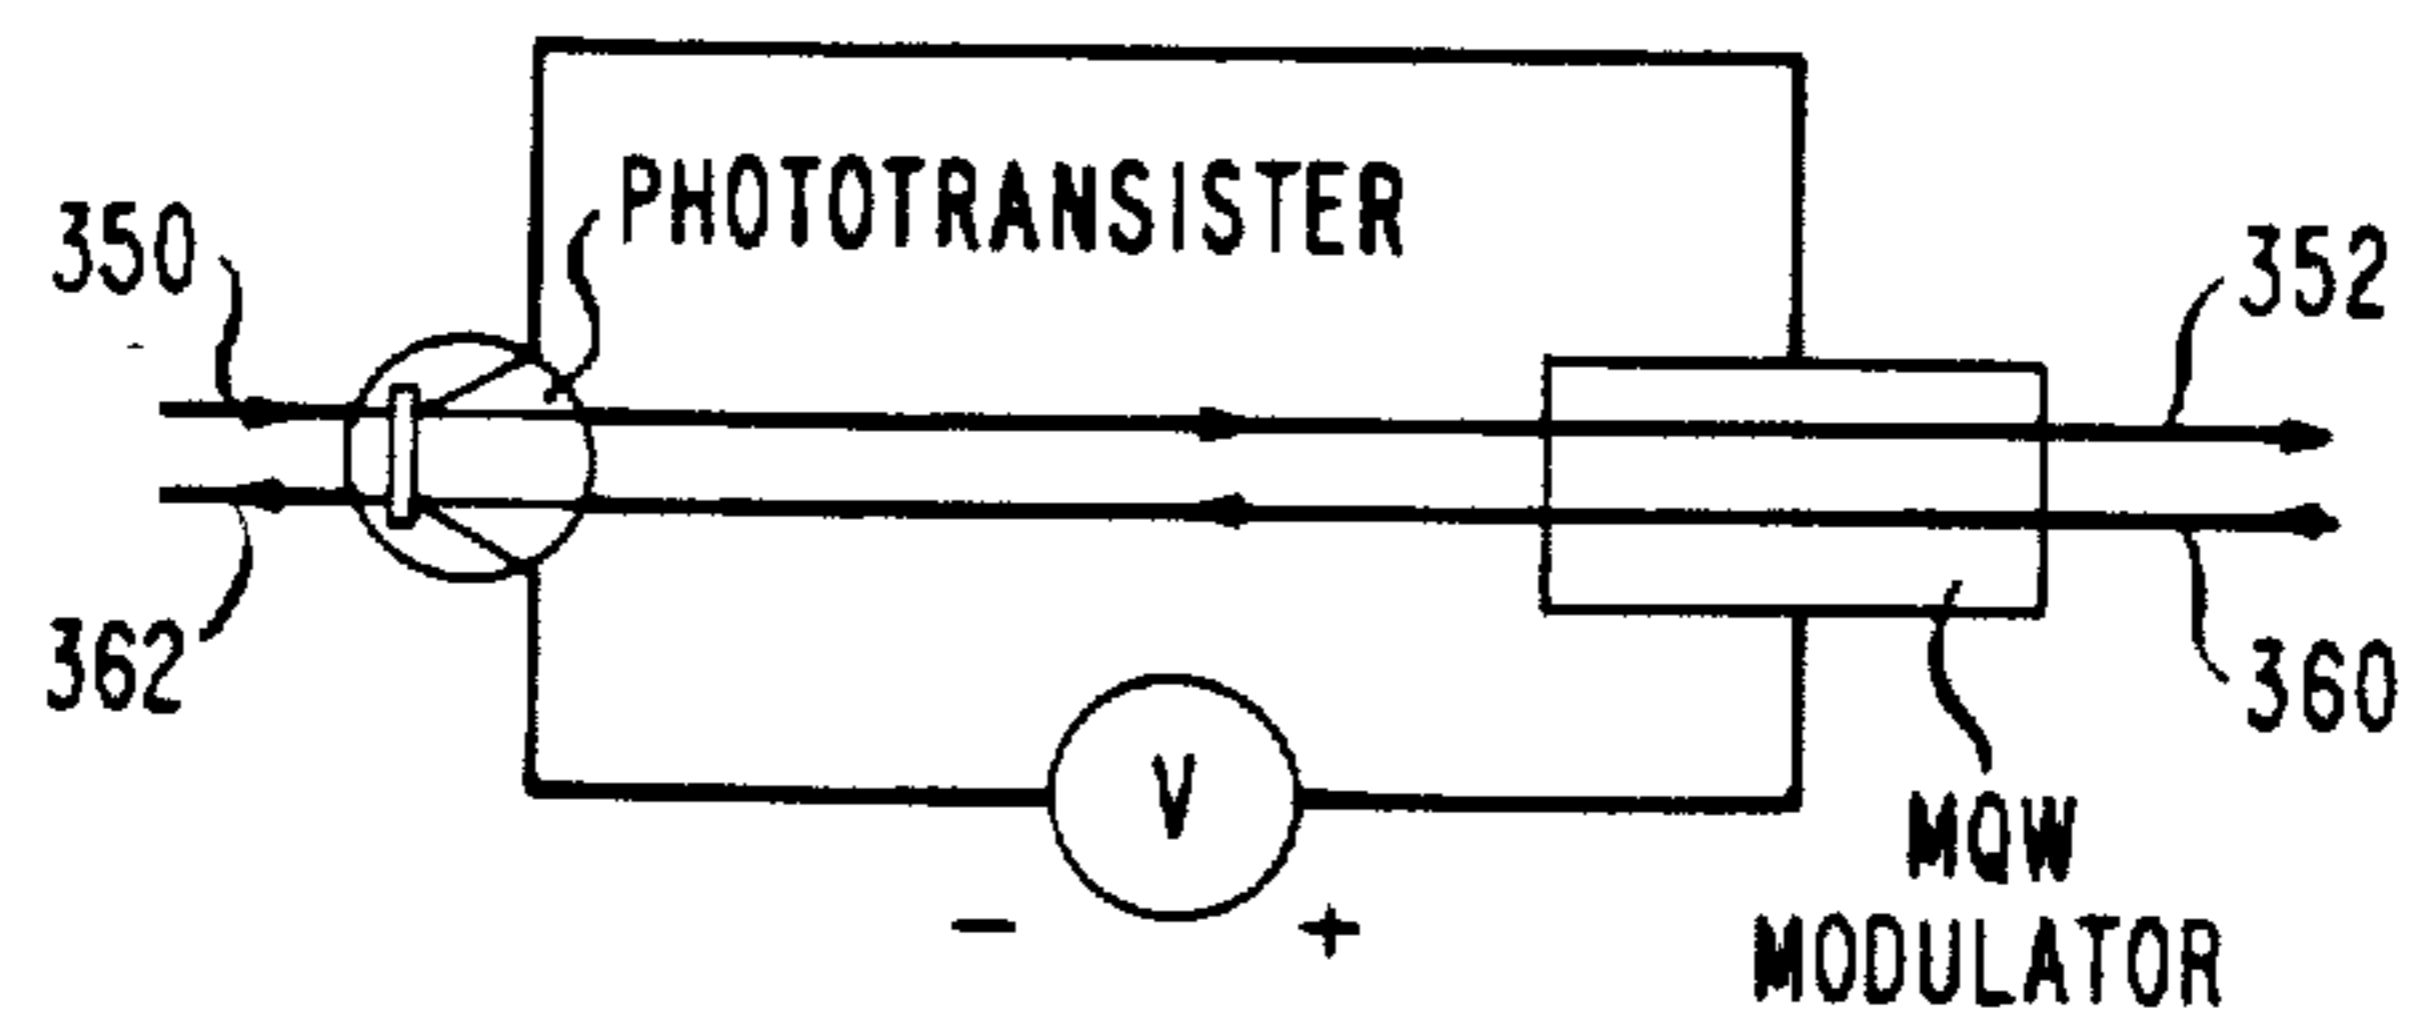 PHOTOTRANSISTER
350
352
362
360
V
- +
MQW
MODULATOR